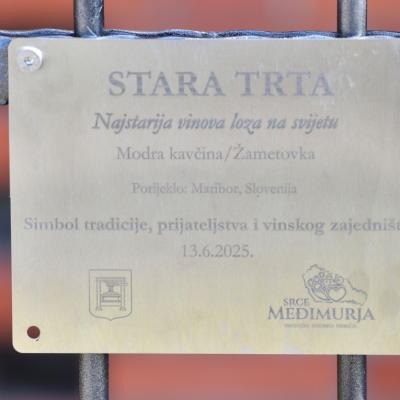 STARA TRTA
Najstarija vinova loza na svijetu
Modra kavčina/Žametovka
Porijeklo: Maribor, Slovenija
Simbol tradicije, prijateljstva i vinskog zajedništ
13.6.2025.
SRCE
MEĐIMURJA